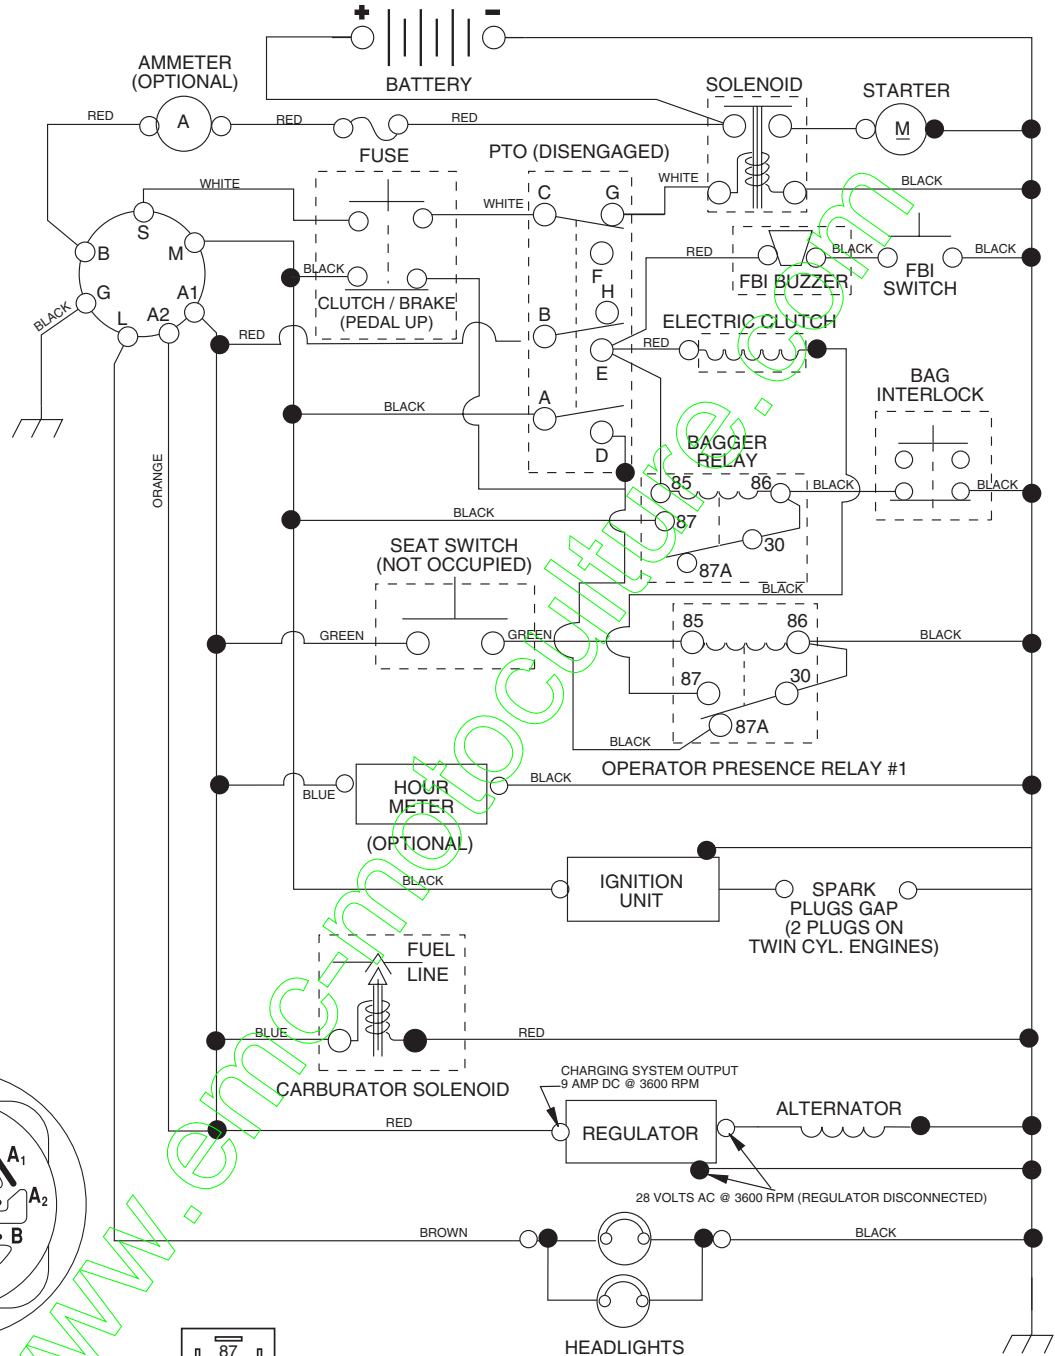 + -
BATTERY
AMMETER
(OPTIONAL)
A
RED
RED
RED
FUSE
SOLENOID
STARTER
M
PTO (DISENGAGED)
WHITE
WHITE
WHITE
BLACK
C
G
S
M
B
G
L
A2
A1
BLACK
BLACK
CLUTCH / BRAKE
(PEDAL UP)
F
H
B
E
A
D
RED
FBI BUZZER
BLACK
FBI
SWITCH
BLACK
RED
ELECTRIC CLUTCH
RED
BAG
INTERLOCK
BLACK
BAGGER
RELAY
85
86
BLACK
BLACK
87
30
87A
BLACK
ORANGE
BLACK
SEAT SWITCH
(NOT OCCUPIED)
GREEN
GREEN
85
86
BLACK
87
30
87A
BLACK
OPERATOR PRESENCE RELAY #1
BLUE
HOUR
METER
BLACK
(OPTIONAL)
BLACK
IGNITION
UNIT
SPARK
PLUGS GAP
(2 PLUGS ON
TWIN CYL. ENGINES)
FUEL
LINE
BLUE
RED
CARBURATOR SOLENOID
CHARGING SYSTEM OUTPUT
9 AMP DC @ 3600 RPM
RED
REGULATOR
ALTERNATOR
28 VOLTS AC @ 3600 RPM (REGULATOR DISCONNECTED)
A1
A2
B
BROWN
BLACK
HEADLIGHTS
87
www.emc-motoculture.com